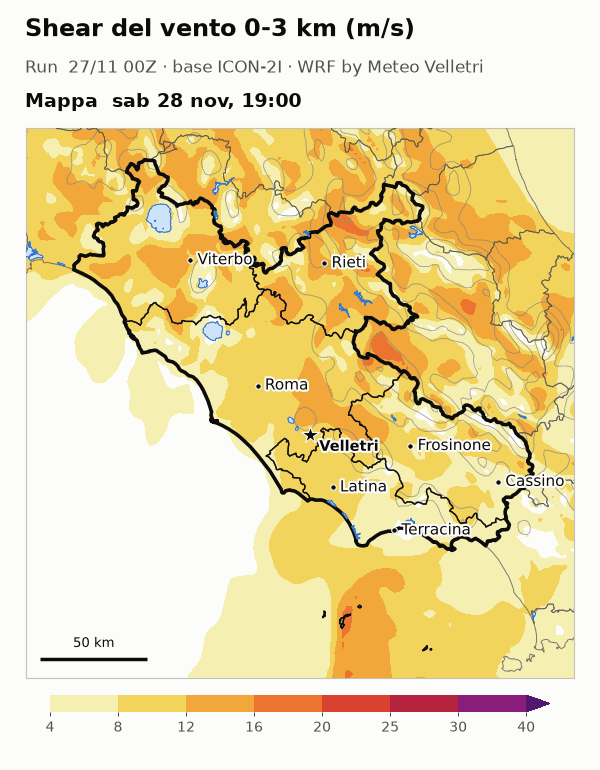 Shear del vento 0-3 km (m/s)
Run  27/11 00Z · base ICON-2I · WRF by Meteo Velletri
Mappa  sab 28 nov, 19:00
Viterbo
Rieti
Roma
Velletri
Frosinone
Cassino
Latina
Terracina
50 km
4 8 12 16 20 25 30 40